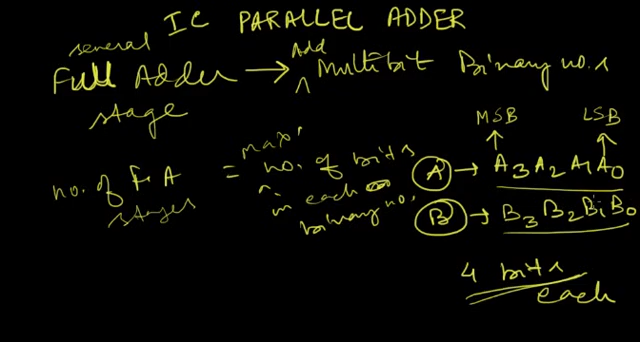 IC PARALLEL ADDER
several
Full Adder → Add Multibit Binary no.s
stage
MSB LSB
no. of F.A stages = max. no. of bits in each binary no.
A → A3 A2 A1 A0
B → B3 B2 B1 B0
4 bits
each